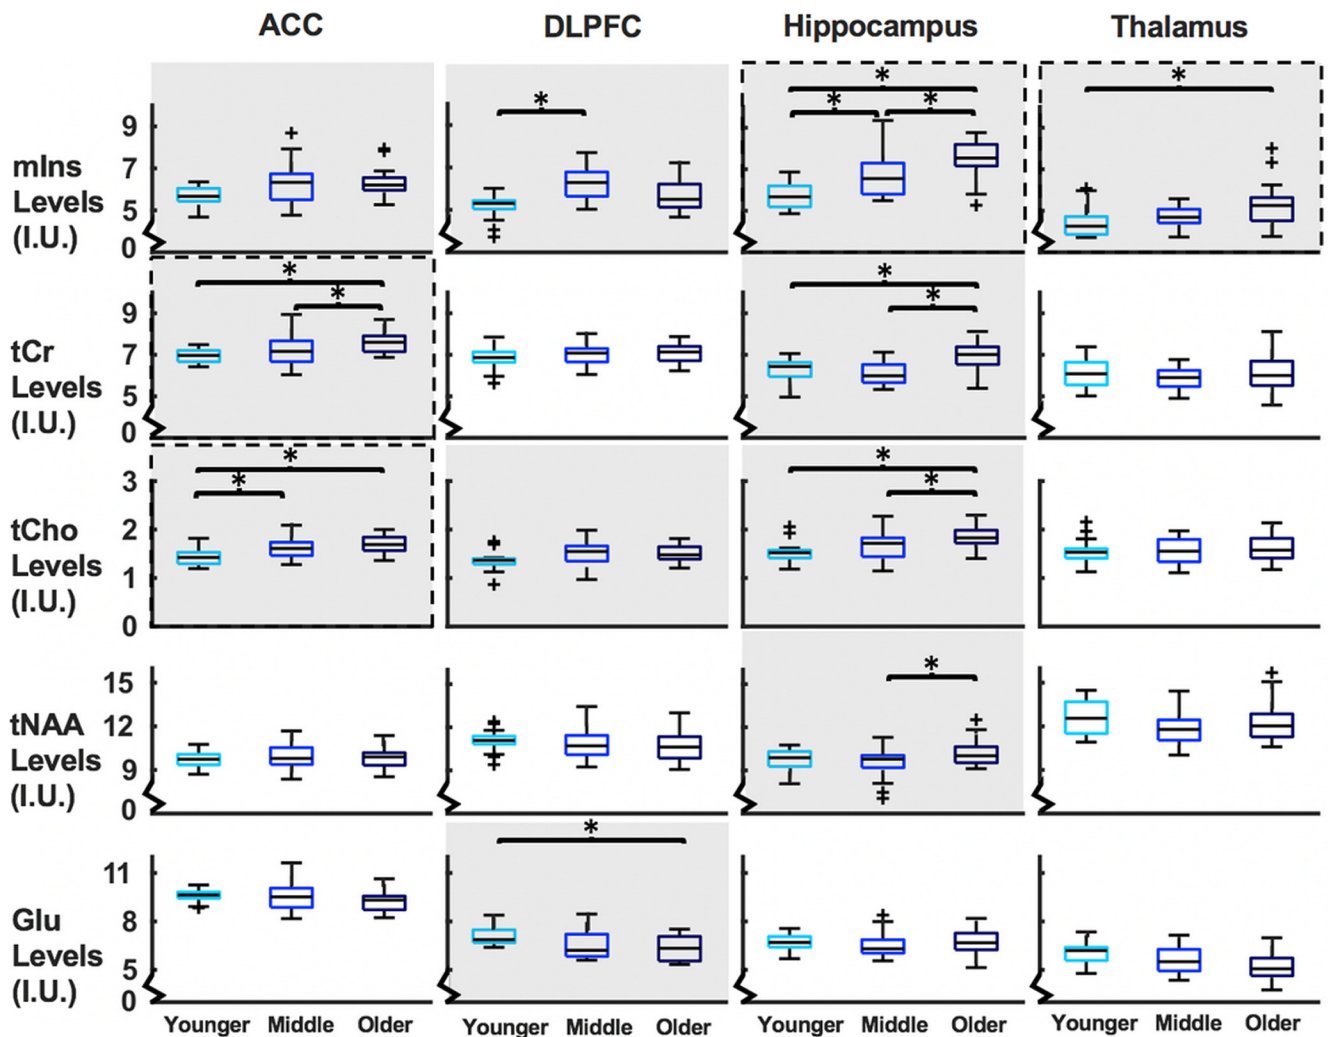 ACC DLPFC Hippocampus Thalamus
* * * * * *
9
mIns 7
Levels 5
(I.U.) 0
* * * *
9
tCr 7
Levels 5
(I.U.) 0
* * * *
3
tCho 2
Levels 1
(I.U.) 0
*
15
tNAA 12
Levels 9
(I.U.) 0
*
11
Glu 8
Levels 5
(I.U.) 0
Younger Middle Older Younger Middle Older Younger Middle Older Younger Middle Older